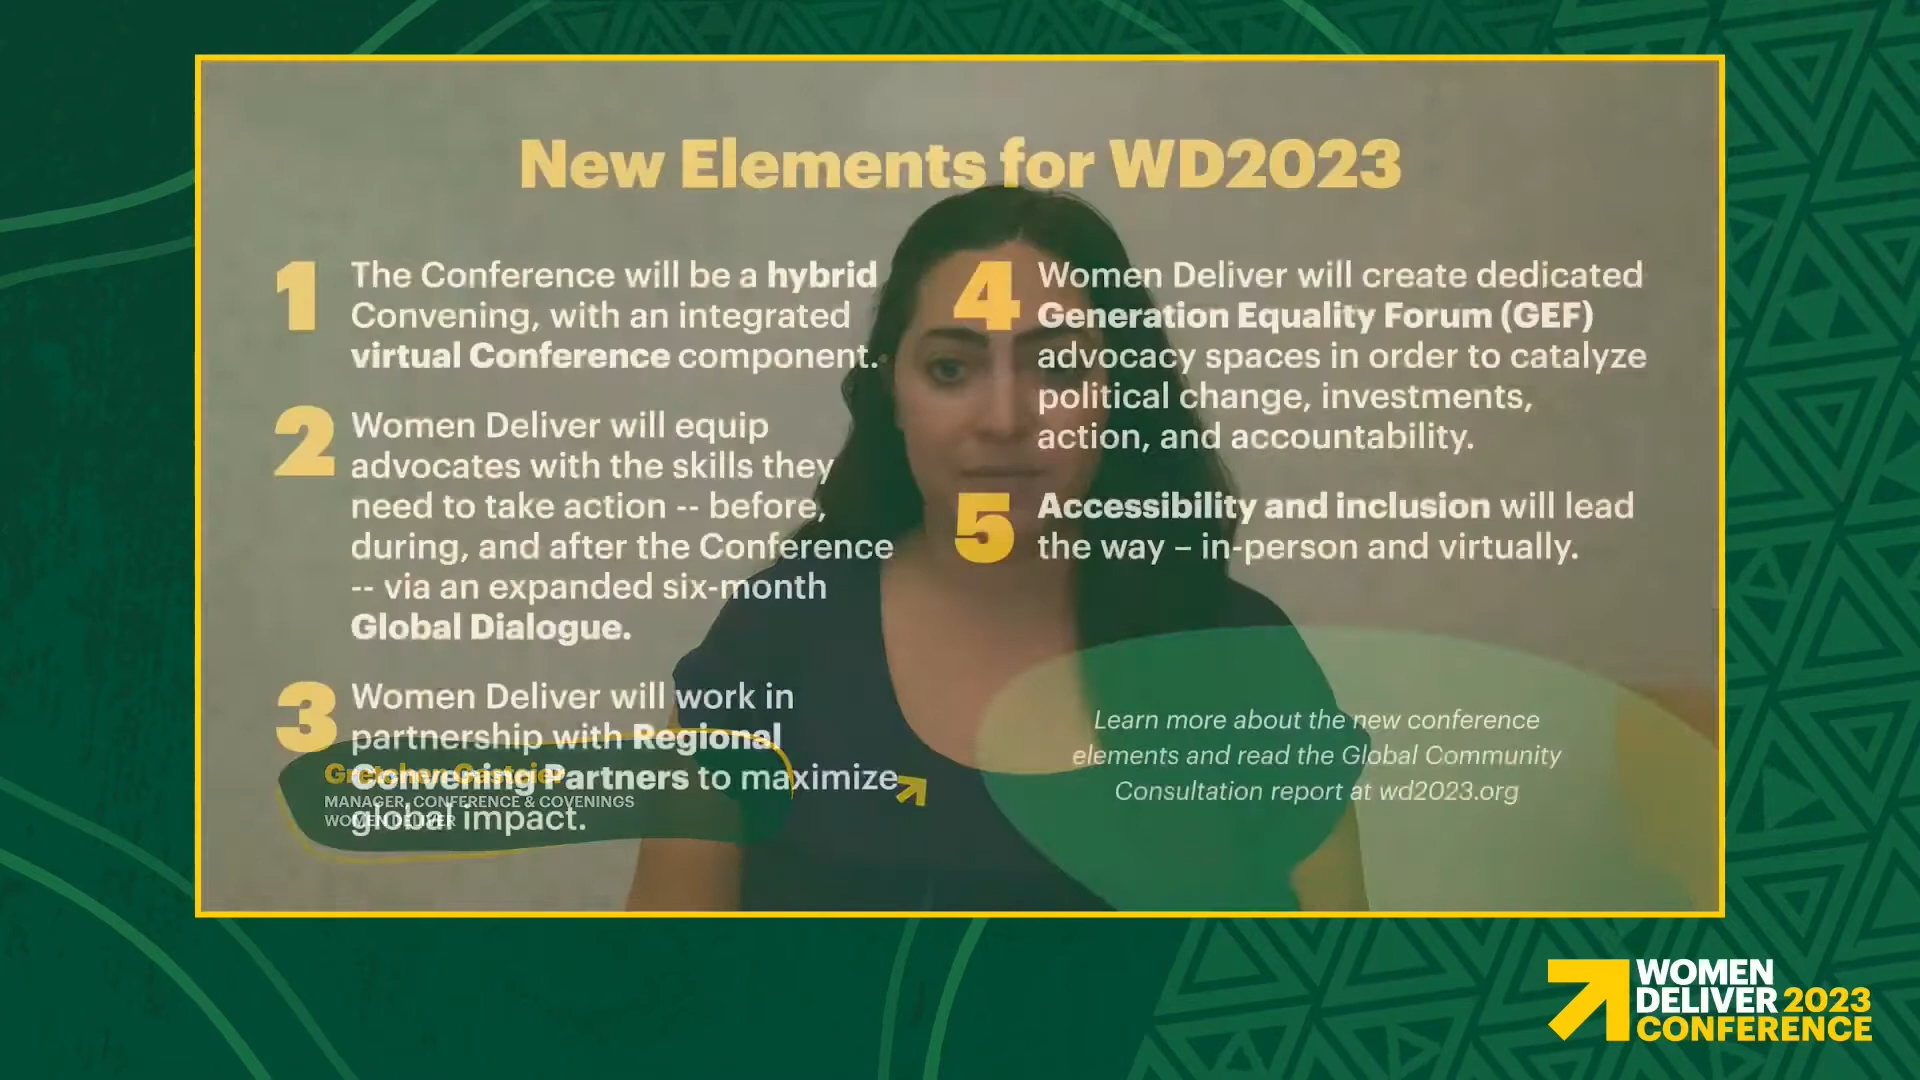 New Elements for WD2023
1
The Conference will be a hybrid
Convening, with an integrated
virtual Conference component.
2
Women Deliver will equip
advocates with the skills they
need to take action -- before,
during, and after the Conference
-- via an expanded six-month
Global Dialogue.
3
Women Deliver will work in
partnership with Regional
Convening Partners to maximize
global impact.
4
Women Deliver will create dedicated
Generation Equality Forum (GEF)
advocacy spaces in order to catalyze
political change, investments,
action, and accountability.
5
Accessibility and inclusion will lead
the way – in-person and virtually.
Learn more about the new conference
elements and read the Global Community
Consultation report at wd2023.org
Gretchen
MANAGER, CONFERENCE & COVENINGS
WOMEN DELIVER
WOMEN
DELIVER 2023
CONFERENCE